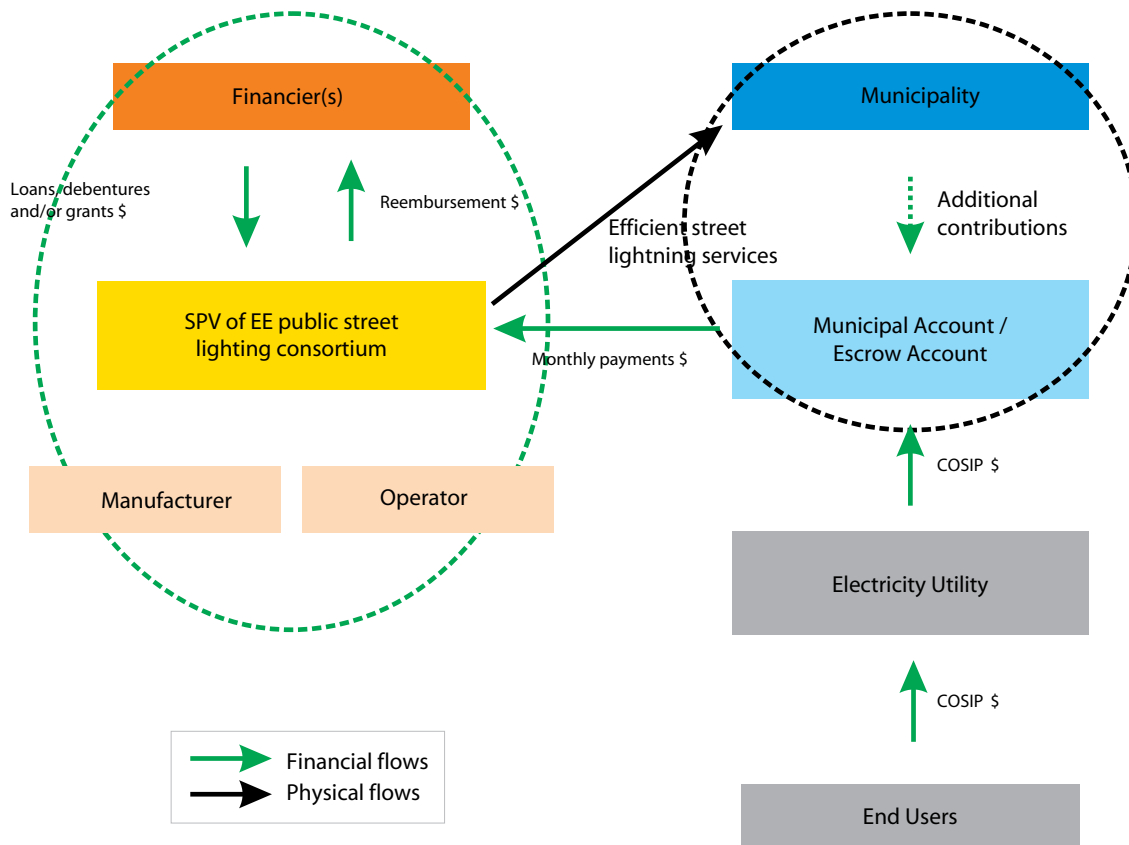 Financier(s)
Loans, debentures
and/or grants $
Reembursement $
SPV of EE public street
lighting consortium
Manufacturer
Operator
Efficient street
lightning services
Monthly payments $
Municipality
Additional
contributions
Municipal Account /
Escrow Account
COSIP $
Electricity Utility
COSIP $
End Users
Financial flows
Physical flows